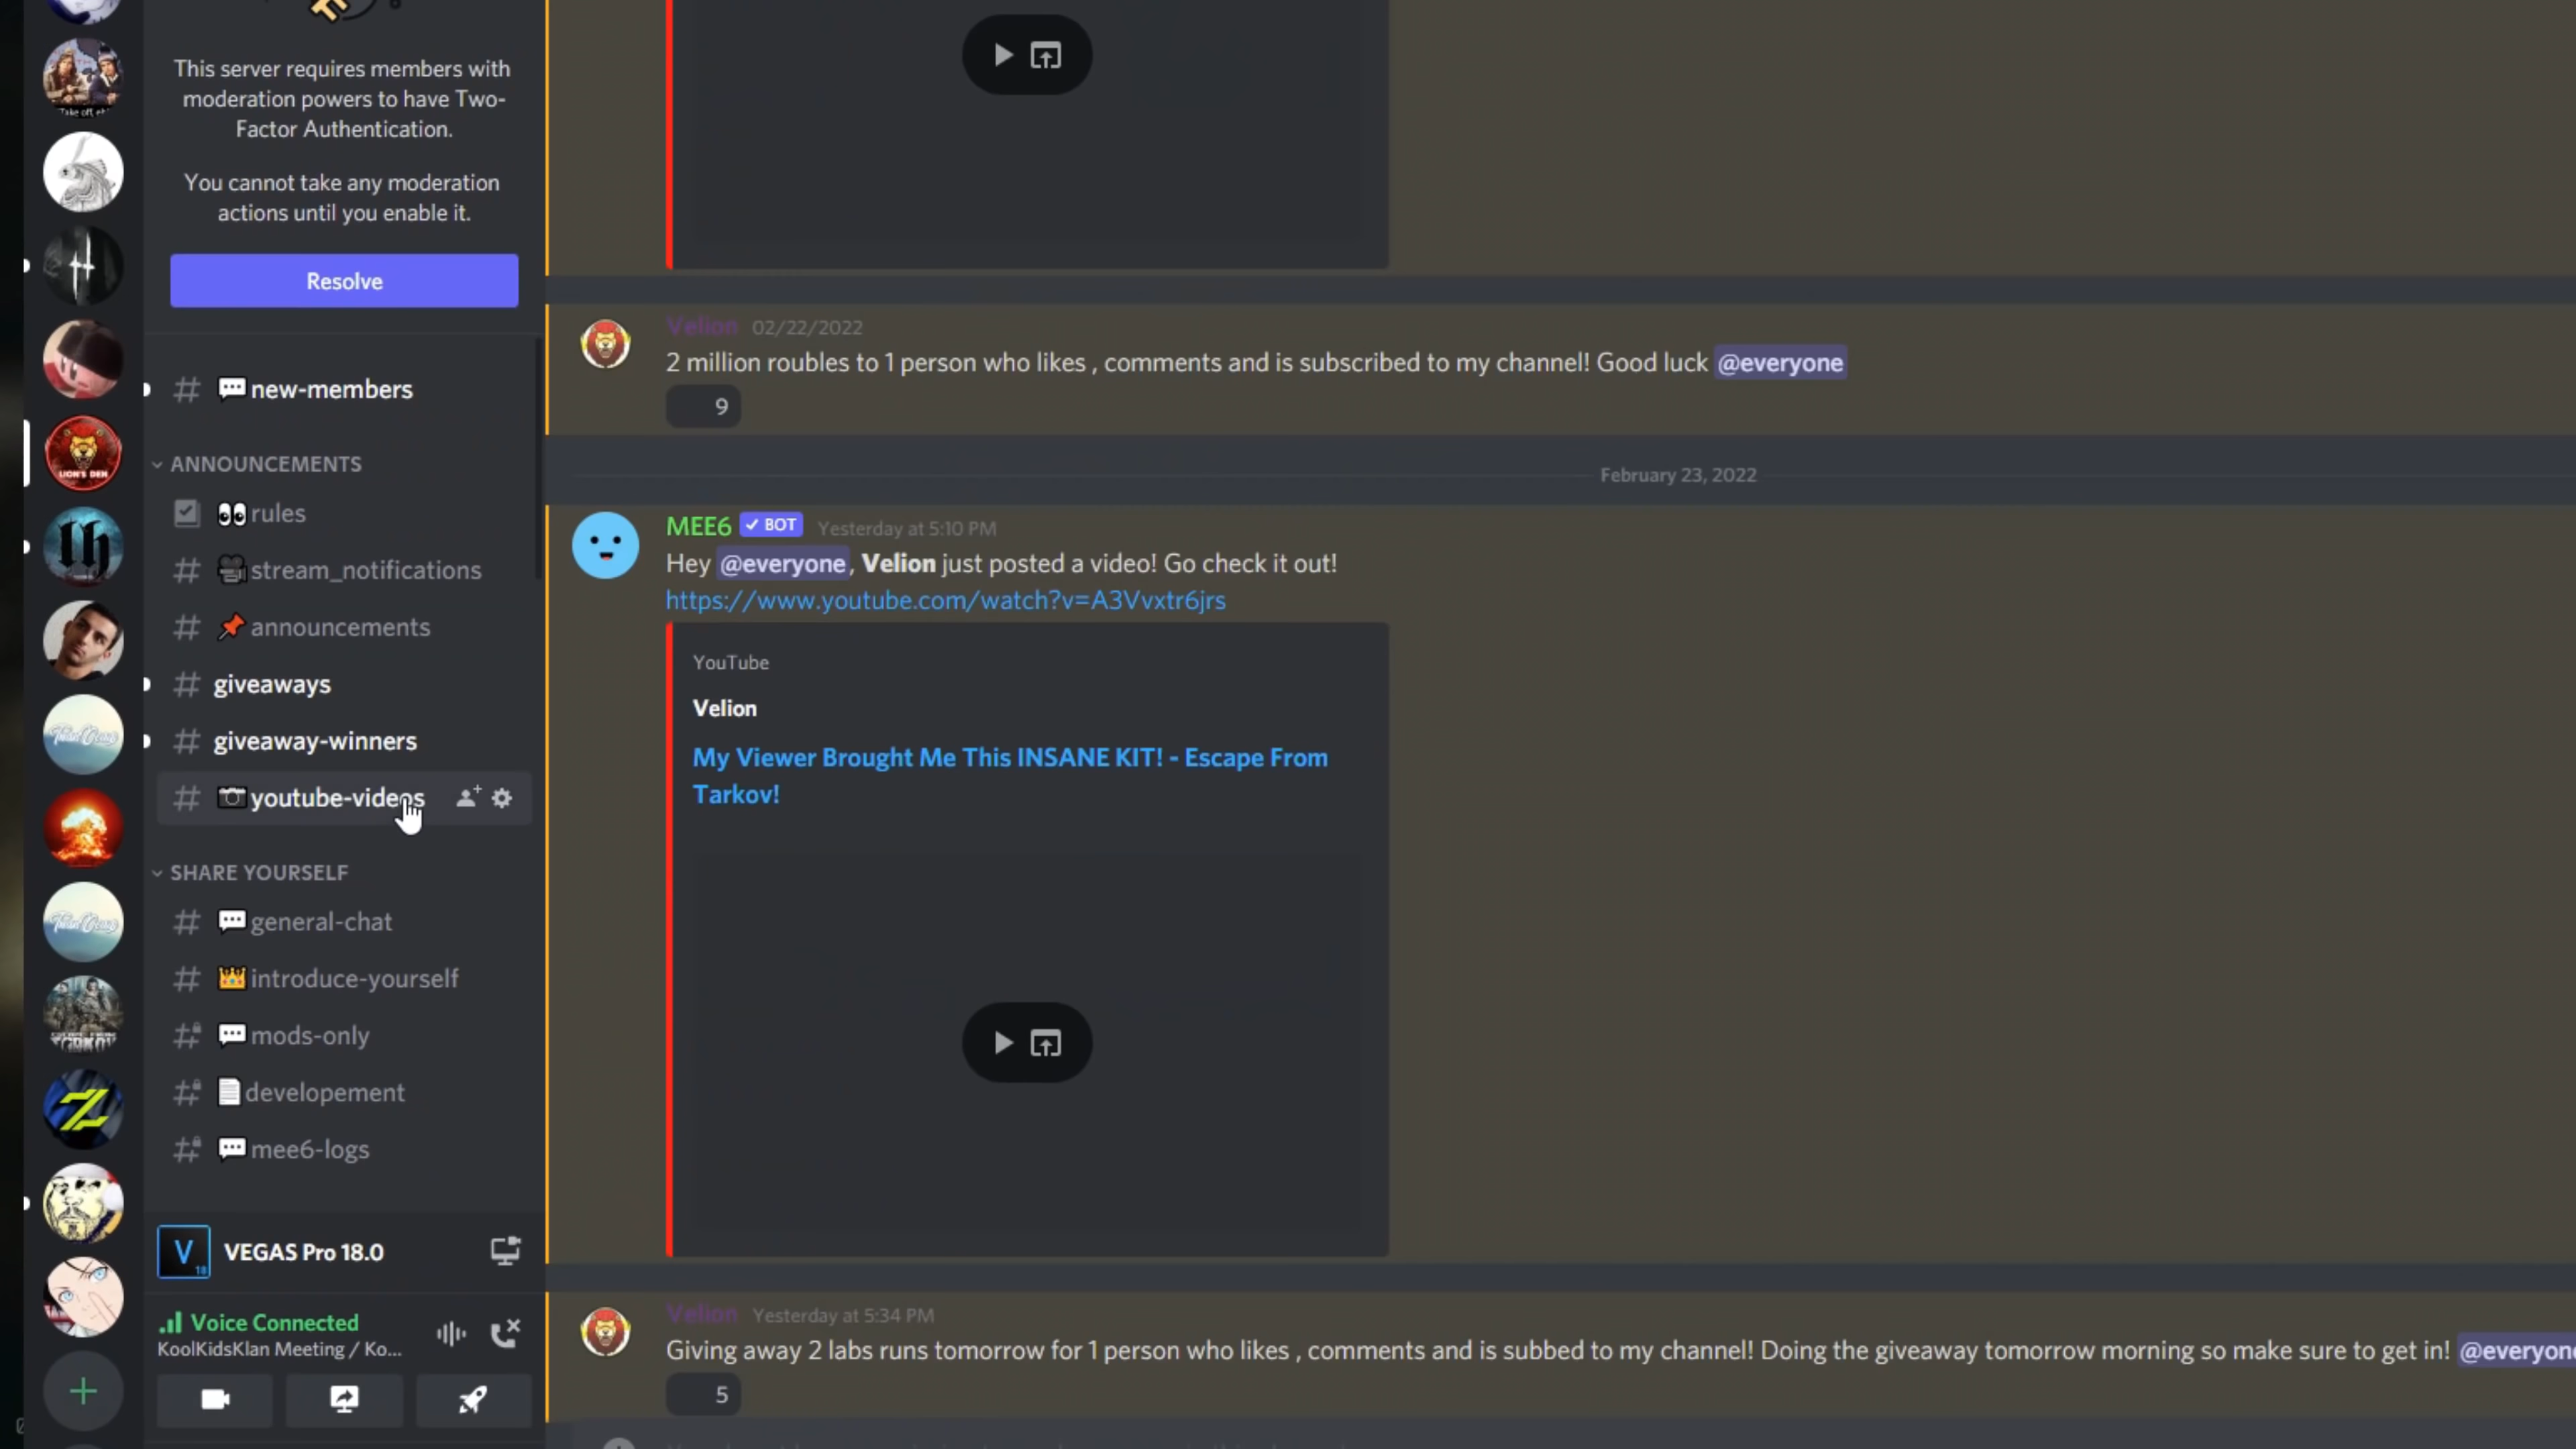 This server requires members with
moderation powers to have Two-
Factor Authentication.
You cannot take any moderation
actions until you enable it.
Resolve
new-members
ANNOUNCEMENTS
rules
stream_notifications
announcements
giveaways
giveaway-winners
youtube-videos
SHARE YOURSELF
general-chat
introduce-yourself
mods-only
developement
mee6-logs
V 18
VEGAS Pro 18.0
Voice Connected
KoolKidsKlan Meeting / Ko...
LION'S DEN
Velion 02/22/2022
2 million roubles to 1 person who likes , comments and is subscribed to my channel! Good luck @everyone
9
February 23, 2022
MEE6 BOT Yesterday at 5:10 PM
Hey @everyone, Velion just posted a video! Go check it out!
https://www.youtube.com/watch?v=A3Vvxtr6jrs
YouTube
Velion
My Viewer Brought Me This INSANE KIT! - Escape From
Tarkov!
Velion Yesterday at 5:34 PM
Giving away 2 labs runs tomorrow for 1 person who likes , comments and is subbed to my channel! Doing the giveaway tomorrow morning so make sure to get in! @everyon
5